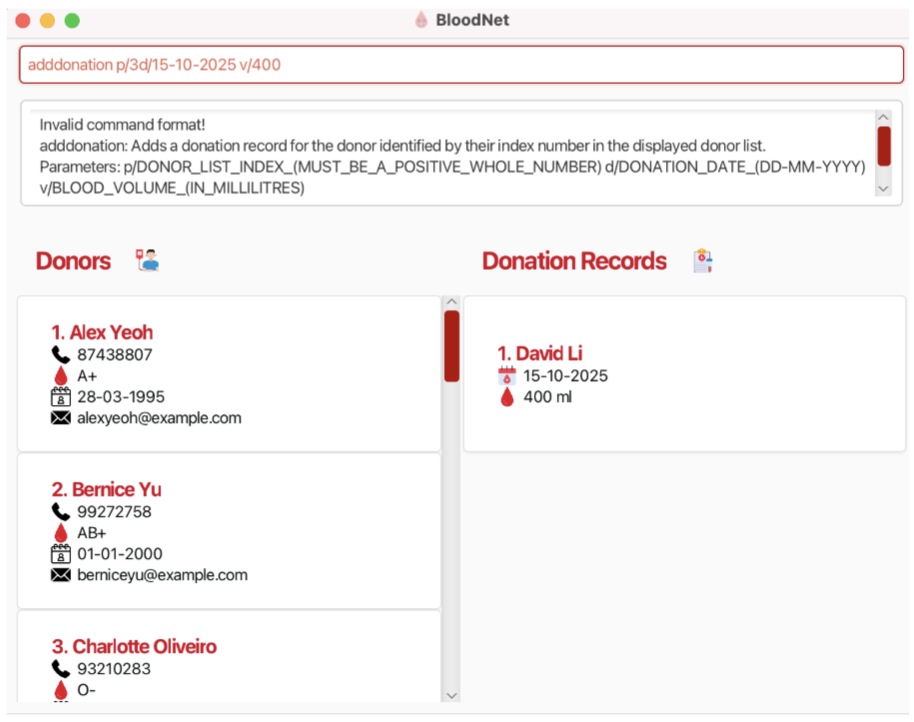 BloodNet
adddonation p/3d/15-10-2025 v/400
Invalid command format!
adddonation: Adds a donation record for the donor identified by their index number in the displayed donor list.
Parameters: p/DONOR_LIST_INDEX_(MUST_BE_A_POSITIVE_WHOLE_NUMBER) d/DONATION_DATE_(DD-MM-YYYY)
v/BLOOD_VOLUME_(IN_MILLILITRES)
Donors
1. Alex Yeoh
87438807
A+
28-03-1995
alexyeoh@example.com
2. Bernice Yu
99272758
AB+
01-01-2000
berniceyu@example.com
3. Charlotte Oliveiro
93210283
O-
Donation Records
1. David Li
15-10-2025
400 ml